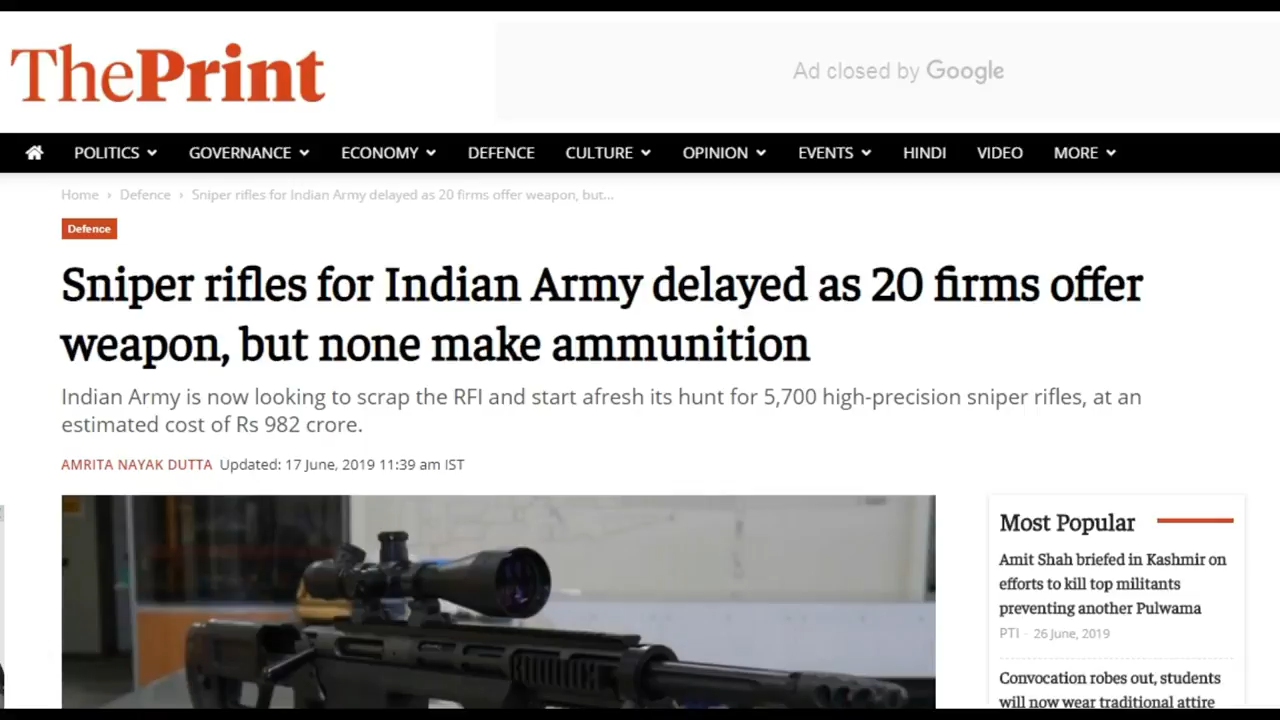 ThePrint
Ad closed by Google
POLITICS GOVERNANCE ECONOMY DEFENCE CULTURE OPINION EVENTS HINDI VIDEO MORE
Home › Defence › Sniper rifles for Indian Army delayed as 20 firms offer weapon, but...
Defence
Sniper rifles for Indian Army delayed as 20 firms offer
weapon, but none make ammunition
Indian Army is now looking to scrap the RFI and start afresh its hunt for 5,700 high-precision sniper rifles, at an
estimated cost of Rs 982 crore.
AMRITA NAYAK DUTTA Updated: 17 June, 2019 11:39 am IST
Most Popular
Amit Shah briefed in Kashmir on
efforts to kill top militants
preventing another Pulwama
PTI - 26 June, 2019
Convocation robes out, students
will now wear traditional attire